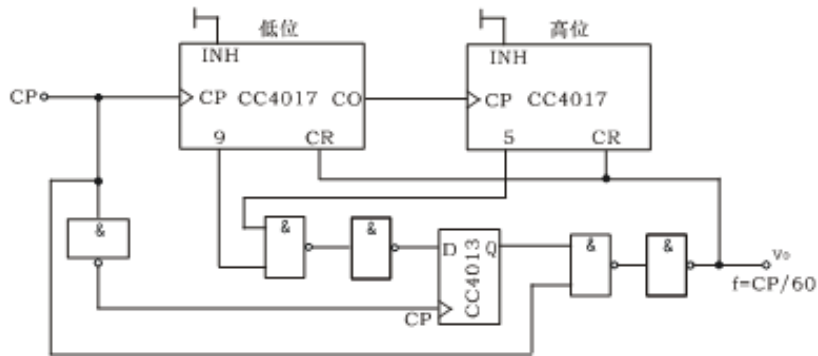 低位
高位
INH
INH
CP
CP CC4017 CO
CP CC4017
9 CR
5 CR
&
&
&
D Q
CC4013
CP
&
&
Vo
f=CP/60